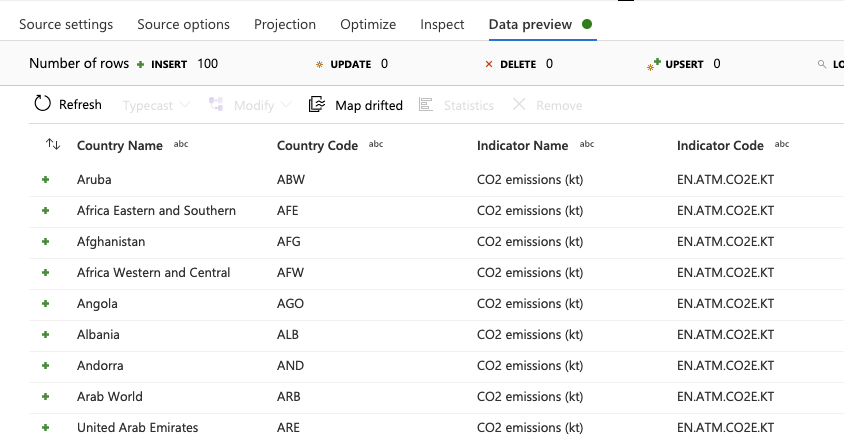 Source settings Source options Projection Optimize Inspect Data preview
Number of rows INSERT 100 UPDATE 0 DELETE 0 UPSERT 0 LO
Refresh Typecast Modify Map drifted Statistics Remove
Country Name abc Country Code abc Indicator Name abc Indicator Code abc
Aruba ABW CO2 emissions (kt) EN.ATM.CO2E.KT
Africa Eastern and Southern AFE CO2 emissions (kt) EN.ATM.CO2E.KT
Afghanistan AFG CO2 emissions (kt) EN.ATM.CO2E.KT
Africa Western and Central AFW CO2 emissions (kt) EN.ATM.CO2E.KT
Angola AGO CO2 emissions (kt) EN.ATM.CO2E.KT
Albania ALB CO2 emissions (kt) EN.ATM.CO2E.KT
Andorra AND CO2 emissions (kt) EN.ATM.CO2E.KT
Arab World ARB CO2 emissions (kt) EN.ATM.CO2E.KT
United Arab Emirates ARE CO2 emissions (kt) EN.ATM.CO2E.KT